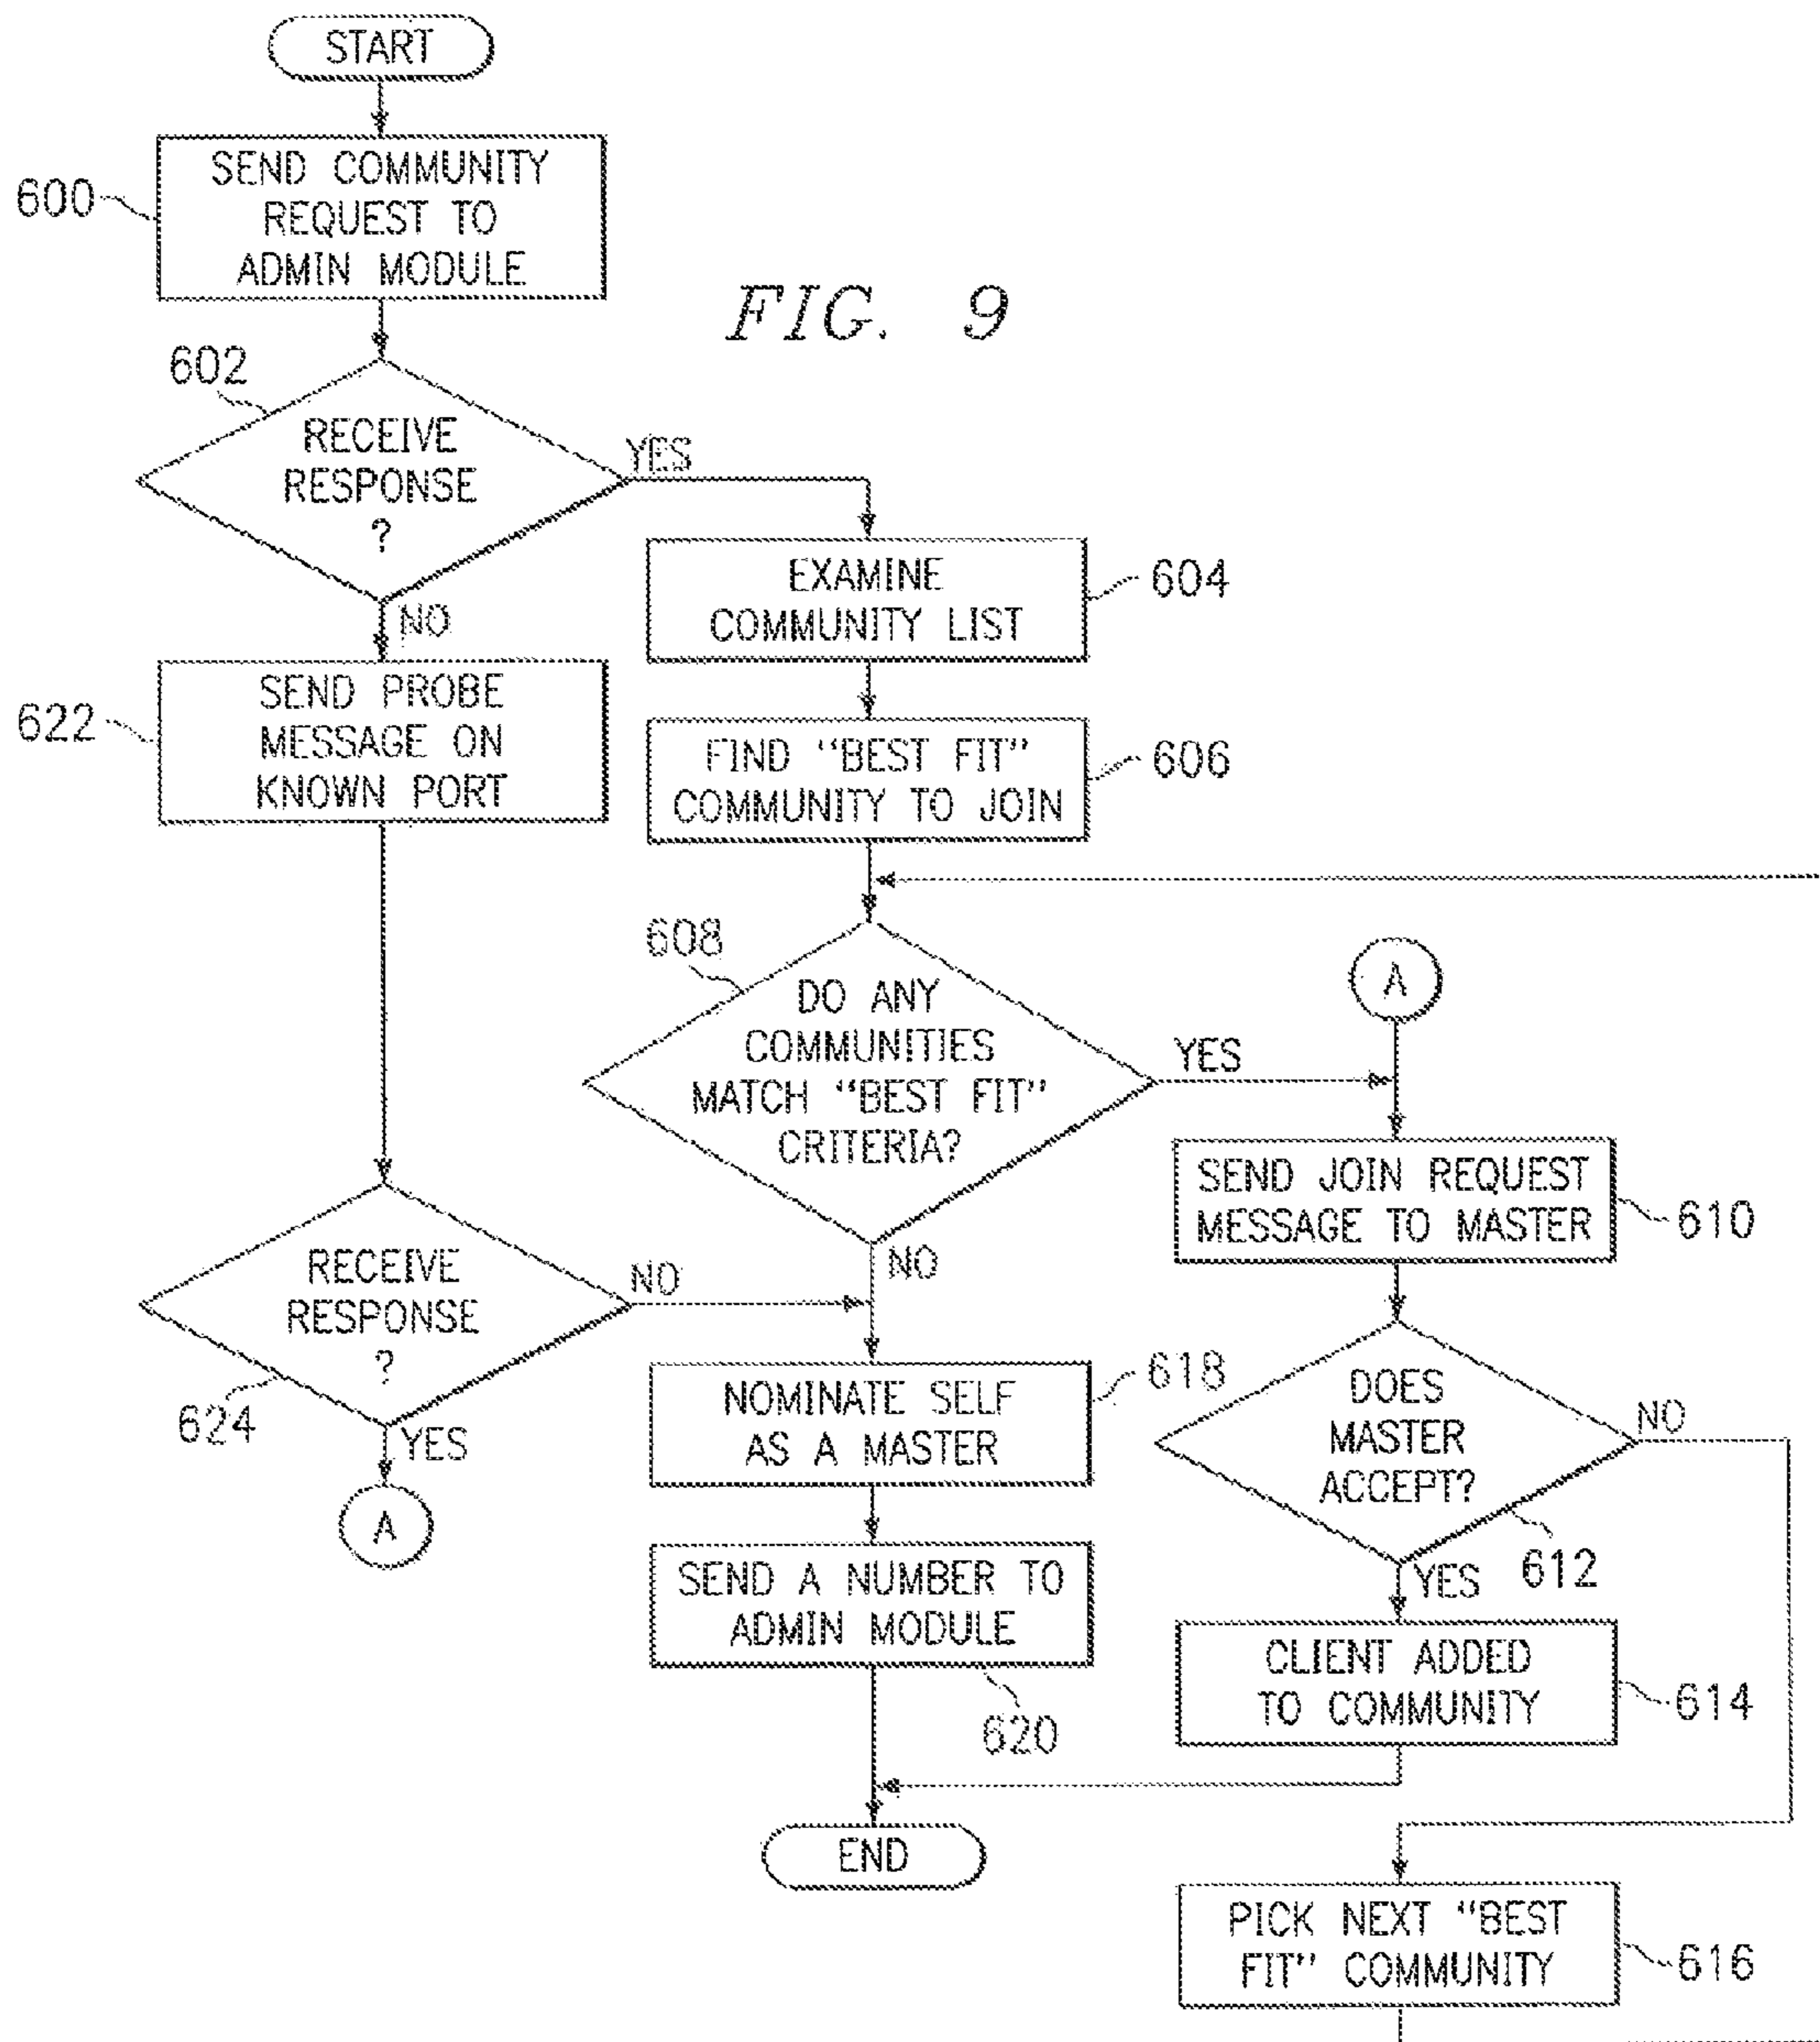 START
600
SEND COMMUNITY
REQUEST TO
ADMIN MODULE
FIG. 9
602
RECEIVE
RESPONSE
?
YES
NO
EXAMINE
COMMUNITY LIST
604
622
SEND PROBE
MESSAGE ON
KNOWN PORT
FIND "BEST FIT"
COMMUNITY TO JOIN
606
608
DO ANY
COMMUNITIES
MATCH "BEST FIT"
CRITERIA?
YES
NO
A
SEND JOIN REQUEST
MESSAGE TO MASTER
610
RECEIVE
RESPONSE
?
NO
624
YES
A
NOMINATE SELF
AS A MASTER
618
DOES
MASTER
ACCEPT?
NO
612
YES
SEND A NUMBER TO
ADMIN MODULE
620
CLIENT ADDED
TO COMMUNITY
614
END
PICK NEXT "BEST
FIT" COMMUNITY
616